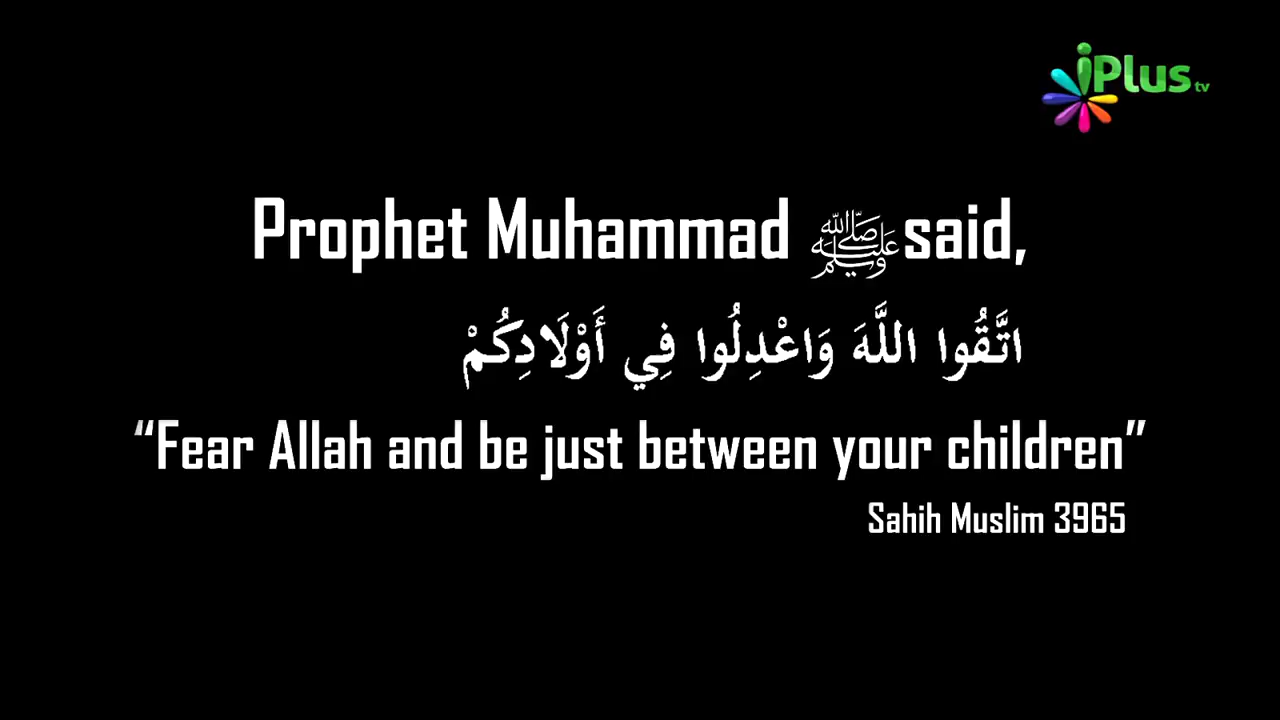 iPlus tv
Prophet Muhammad ﷺ said,
اتَّقُوا اللَّهَ وَاعْدِلُوا فِي أَوْلَادِكُمْ
“Fear Allah and be just between your children”
Sahih Muslim 3965